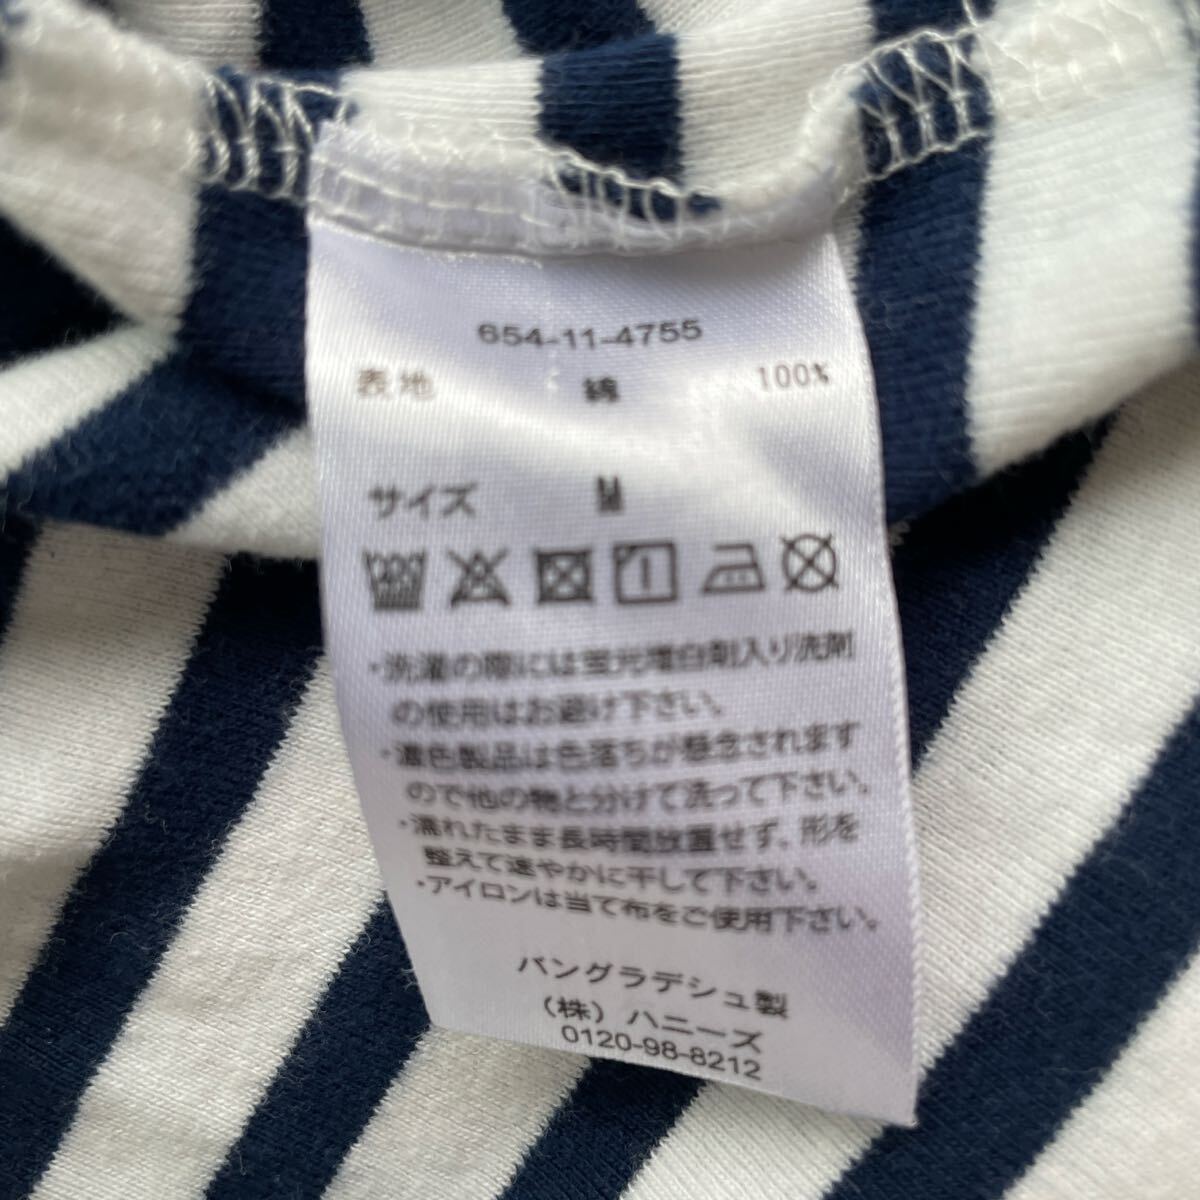 654-11-4755
表地 綿 100%
サイズ M
・洗濯の際には蛍光増白剤入り洗剤
の使用はお避け下さい。
・濃色製品は色落ちが懸念されます
ので他の物と分けて洗って下さい。
・濡れたまま長時間放置せず、形を
整えて速やかに干して下さい。
・アイロンは当て布をご使用下さい。
バングラデシュ製
(株) ハニーズ
0120-98-8212